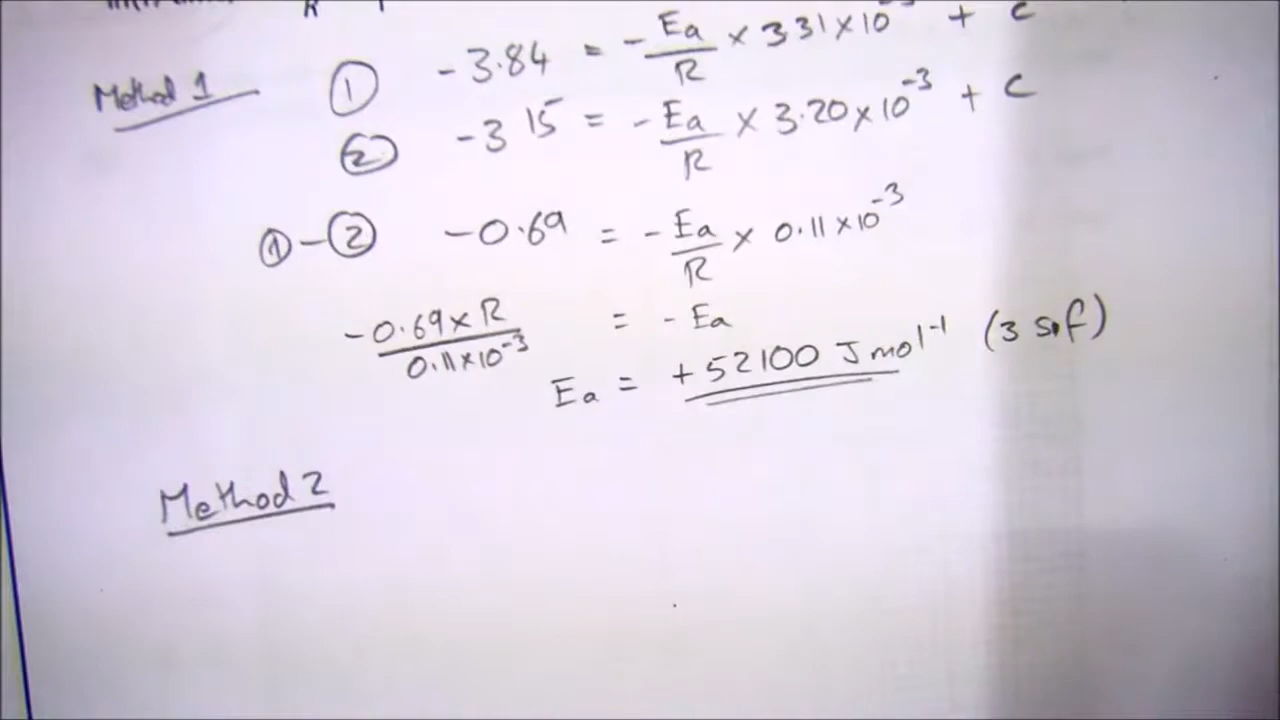 Method 1 ① -3.84 = -Ea/R × 3.31×10⁻³ + C
② -3.15 = -Ea/R × 3.20×10⁻³ + C
①-② -0.69 = -Ea/R × 0.11×10⁻³
-0.69×R/0.11×10⁻³ = -Ea
Ea = +52100 Jmol⁻¹ (3 s.f)
Method 2